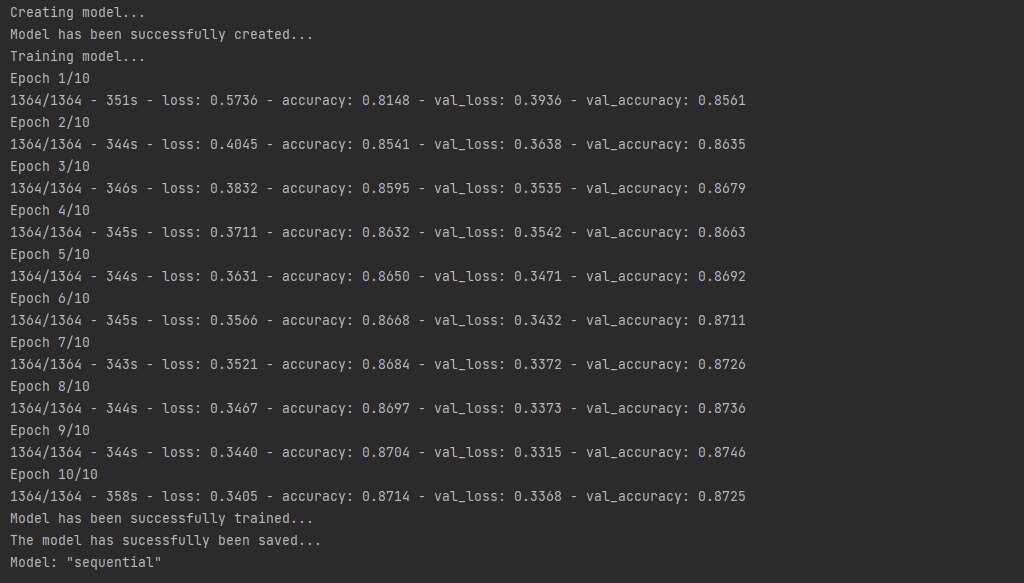 Creating model...
Model has been successfully created...
Training model...
Epoch 1/10
1364/1364 - 351s - loss: 0.5736 - accuracy: 0.8148 - val_loss: 0.3936 - val_accuracy: 0.8561
Epoch 2/10
1364/1364 - 344s - loss: 0.4045 - accuracy: 0.8541 - val_loss: 0.3638 - val_accuracy: 0.8635
Epoch 3/10
1364/1364 - 346s - loss: 0.3832 - accuracy: 0.8595 - val_loss: 0.3535 - val_accuracy: 0.8679
Epoch 4/10
1364/1364 - 345s - loss: 0.3711 - accuracy: 0.8632 - val_loss: 0.3542 - val_accuracy: 0.8663
Epoch 5/10
1364/1364 - 344s - loss: 0.3631 - accuracy: 0.8650 - val_loss: 0.3471 - val_accuracy: 0.8692
Epoch 6/10
1364/1364 - 345s - loss: 0.3566 - accuracy: 0.8668 - val_loss: 0.3432 - val_accuracy: 0.8711
Epoch 7/10
1364/1364 - 343s - loss: 0.3521 - accuracy: 0.8684 - val_loss: 0.3372 - val_accuracy: 0.8726
Epoch 8/10
1364/1364 - 344s - loss: 0.3467 - accuracy: 0.8697 - val_loss: 0.3373 - val_accuracy: 0.8736
Epoch 9/10
1364/1364 - 344s - loss: 0.3440 - accuracy: 0.8704 - val_loss: 0.3315 - val_accuracy: 0.8746
Epoch 10/10
1364/1364 - 358s - loss: 0.3405 - accuracy: 0.8714 - val_loss: 0.3368 - val_accuracy: 0.8725
Model has been successfully trained...
The model has sucessfully been saved...
Model: "sequential"